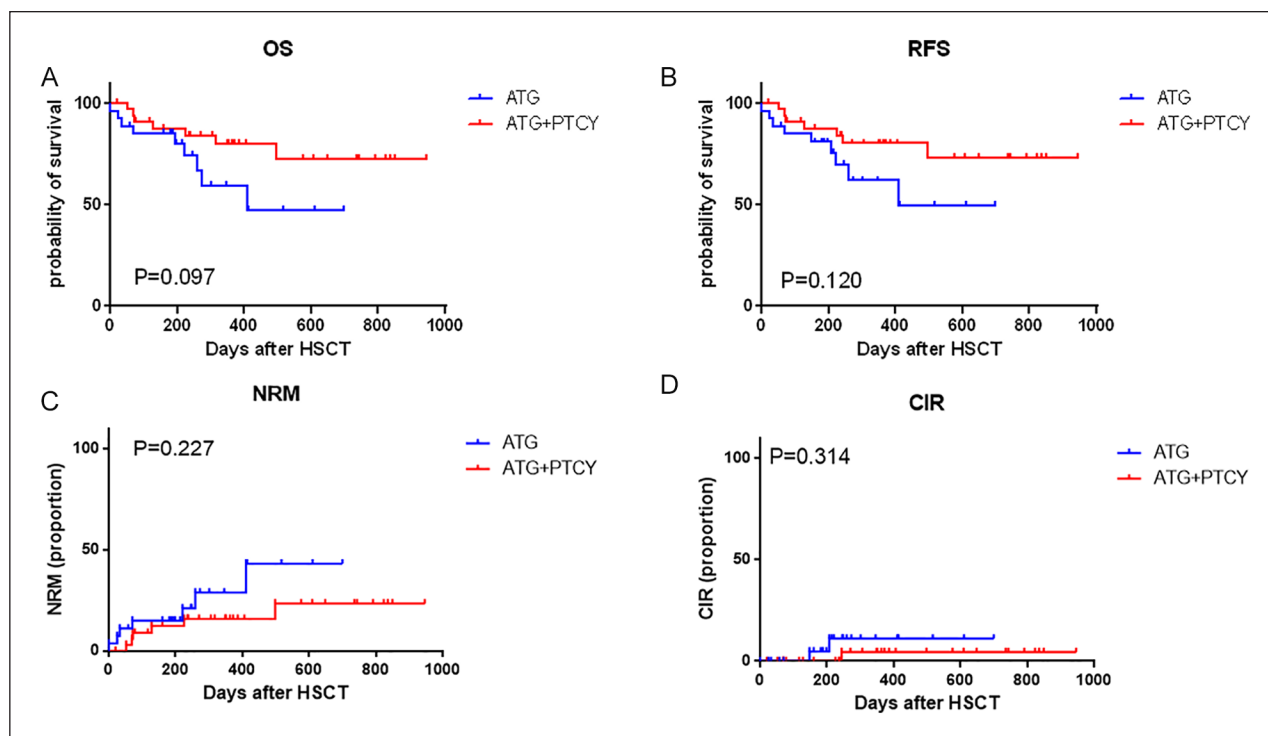 OS
A
ATG
ATG+PTCY
100
50
0
probability of survival
P=0.097
0 200 400 600 800 1000
Days after HSCT
RFS
B
ATG
ATG+PTCY
100
50
0
probability of survival
P=0.120
0 200 400 600 800 1000
Days after HSCT
NRM
C
P=0.227
ATG
ATG+PTCY
100
50
0
NRM (proportion)
0 200 400 600 800 1000
Days after HSCT
CIR
D
P=0.314
ATG
ATG+PTCY
100
50
0
CIR (proportion)
0 200 400 600 800 1000
Days after HSCT